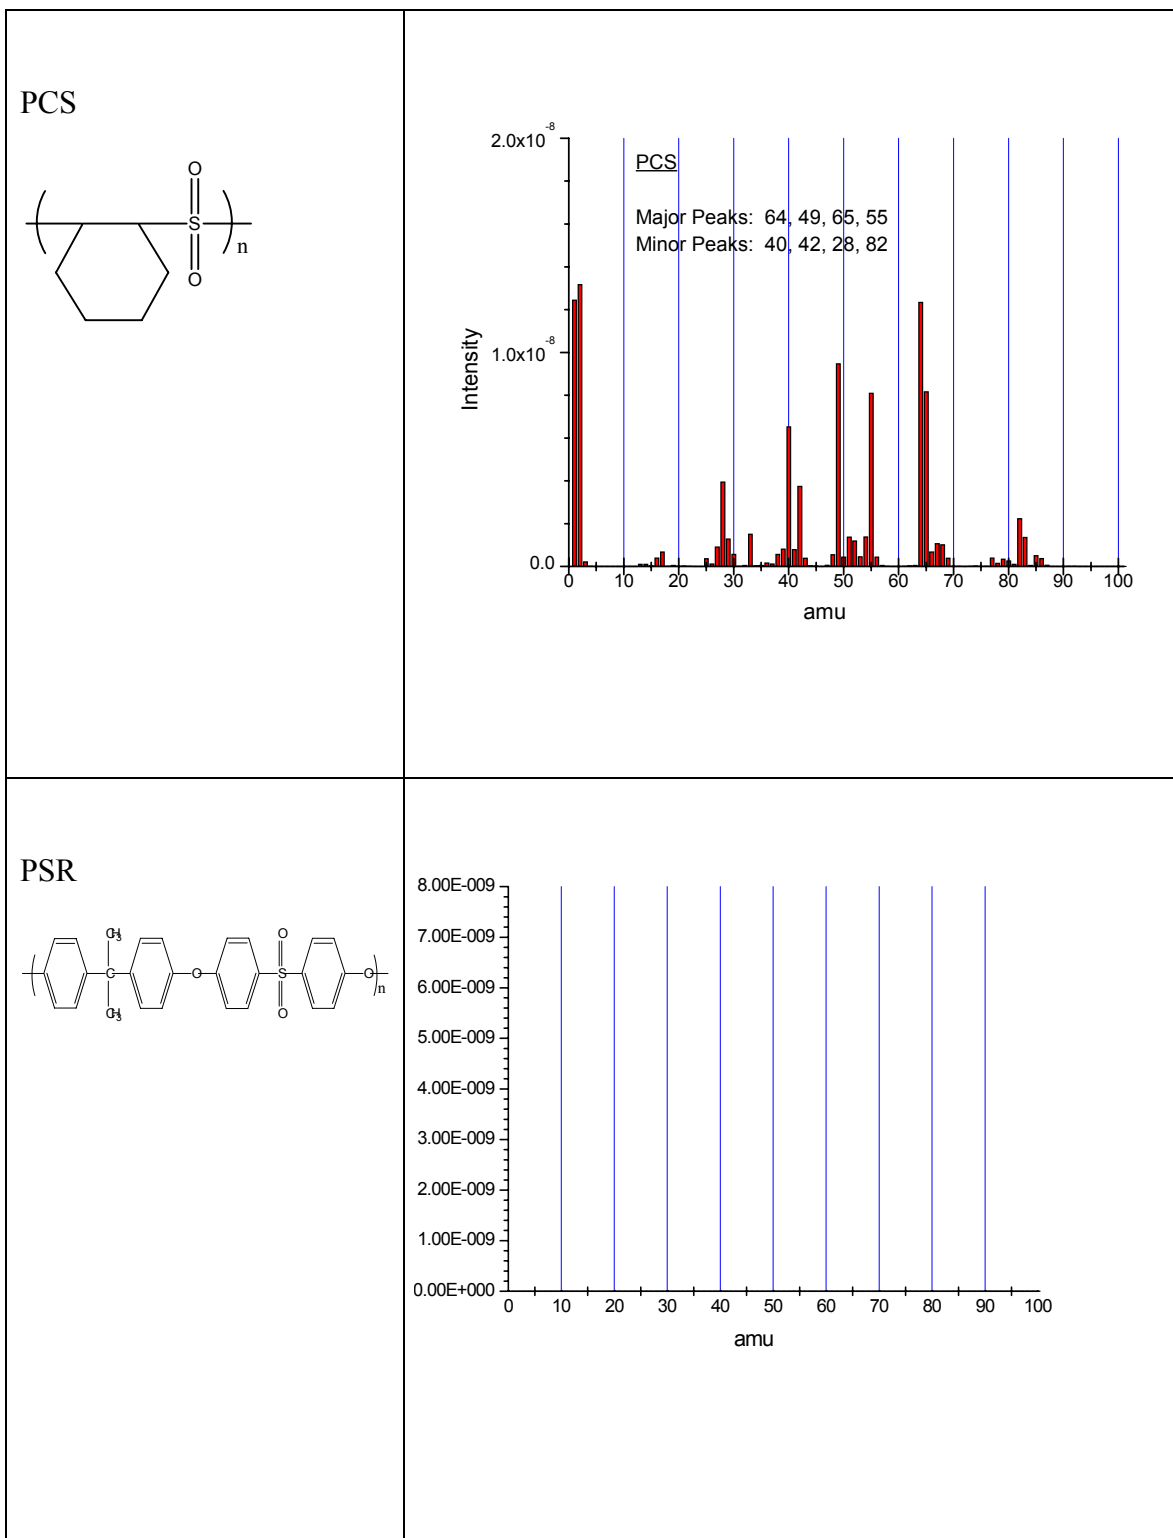 PCS
O
S
O
n
2.0x10⁻⁸
PCS
Major Peaks: 64, 49, 65, 55
Minor Peaks: 40, 42, 28, 82
Intensity
1.0x10⁻⁸
0.0
0 10 20 30 40 50 60 70 80 90 100
amu
PSR
CH3
C
CH3
O
O
S
O
O
n
8.00E-009
7.00E-009
6.00E-009
5.00E-009
4.00E-009
3.00E-009
2.00E-009
1.00E-009
0.00E+000
0 10 20 30 40 50 60 70 80 90 100
amu